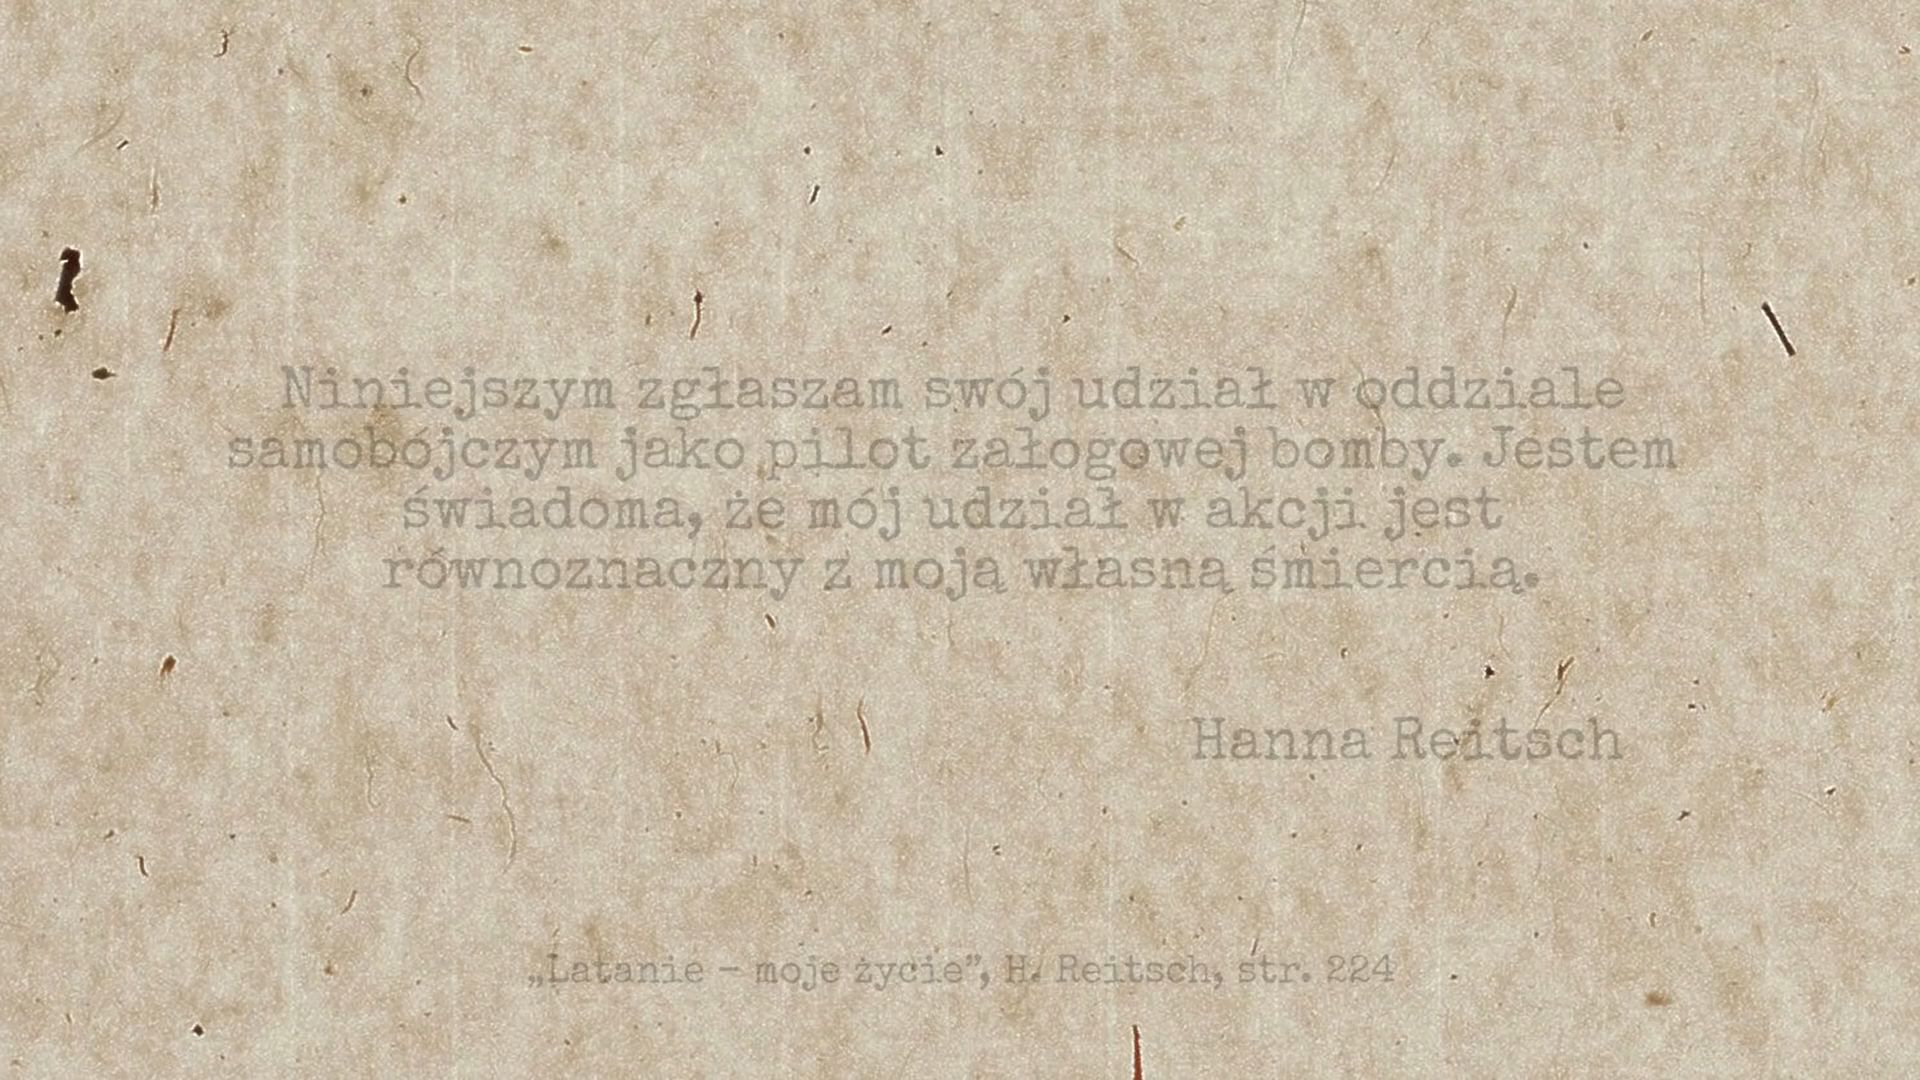 Niniejszym zgłaszam swój udział w oddziale
samobójczym jako pilot załogowej bomby. Jestem
świadoma, że mój udział w akcji jest
równoznaczny z moją własną śmiercią.
Hanna Reitsch
„Latanie – moje życie”, H. Reitsch, str. 224